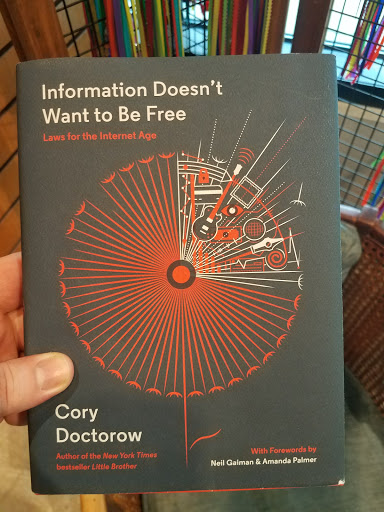 Information Doesn't
Want to Be Free
Laws for the Internet Age
Cory
Doctorow
Author of the New York Times
bestseller Little Brother
With Forewords by
Neil Gaiman & Amanda Palmer